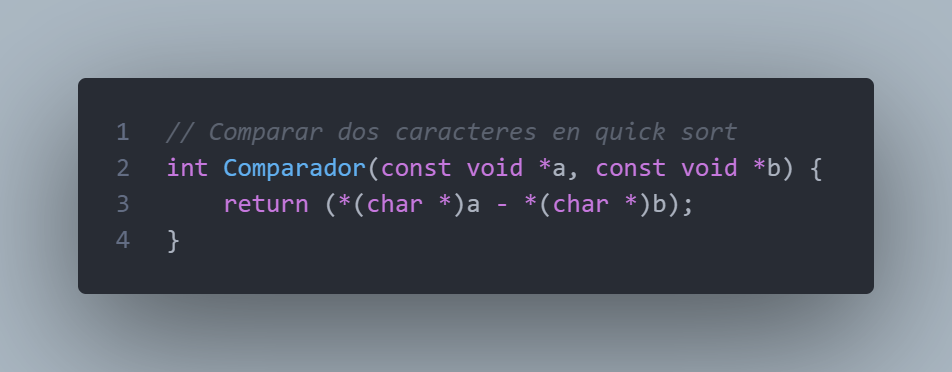 1 // Comparar dos caracteres en quick sort
2 int Comparador(const void *a, const void *b) {
3     return (*(char *)a - *(char *)b);
4 }